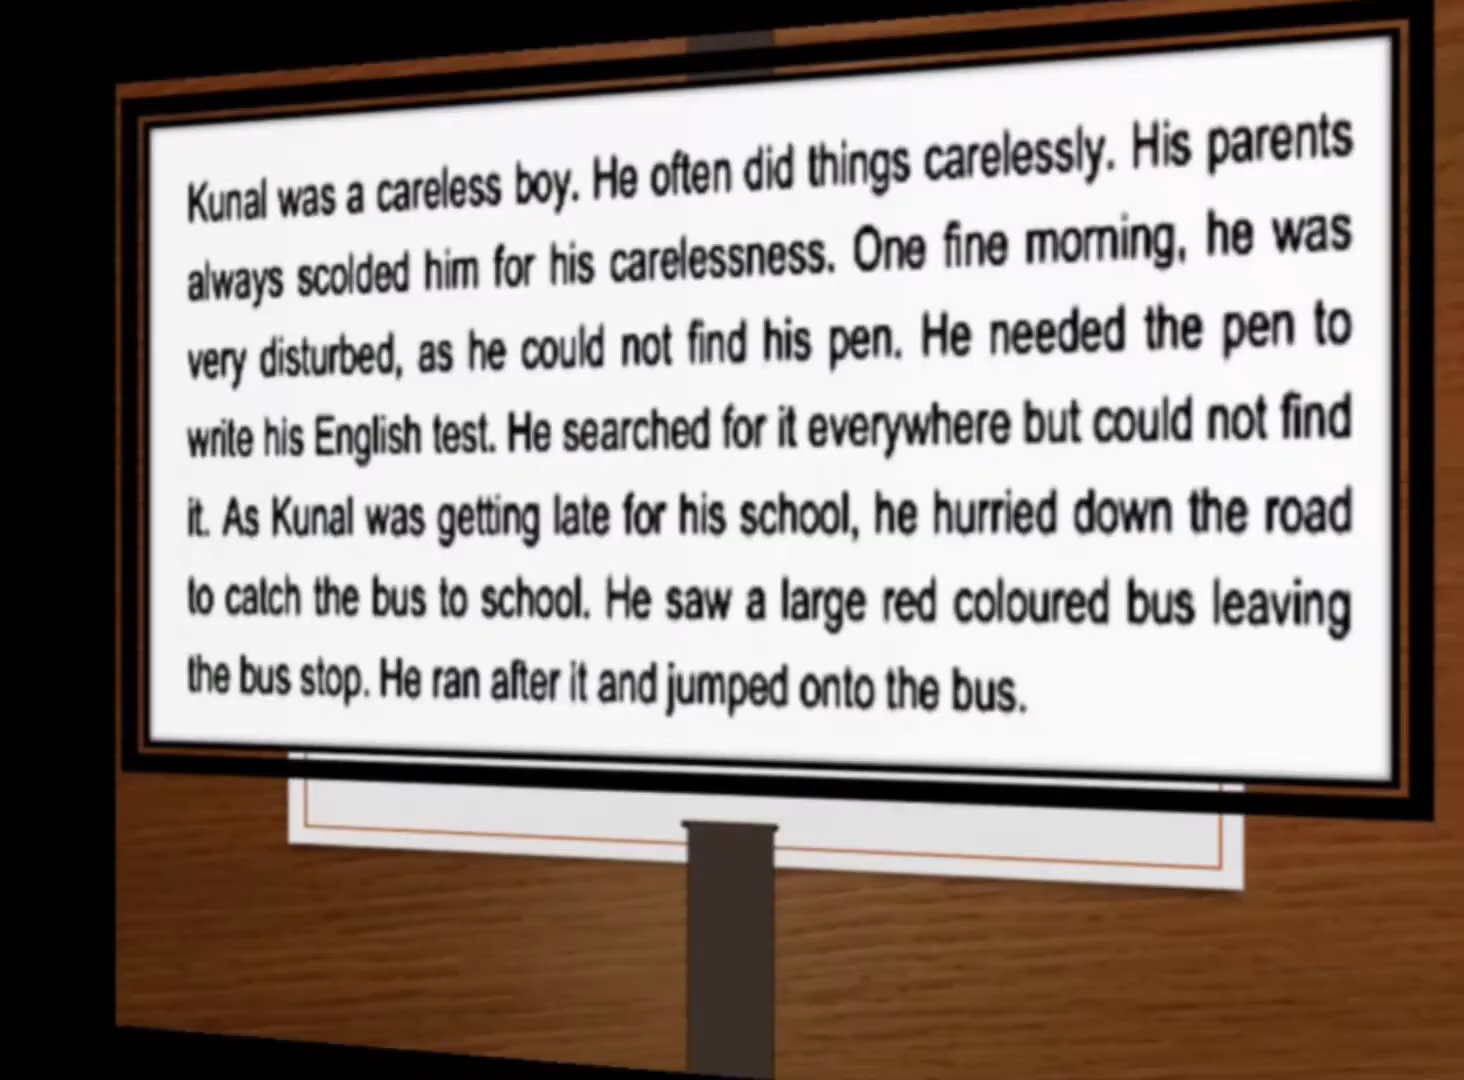 Kunal was a careless boy. He often did things carelessly. His parents
always scolded him for his carelessness. One fine morning, he was
very disturbed, as he could not find his pen. He needed the pen to
write his English test. He searched for it everywhere but could not find
it. As Kunal was getting late for his school, he hurried down the road
to catch the bus to school. He saw a large red coloured bus leaving
the bus stop. He ran after it and jumped onto the bus.